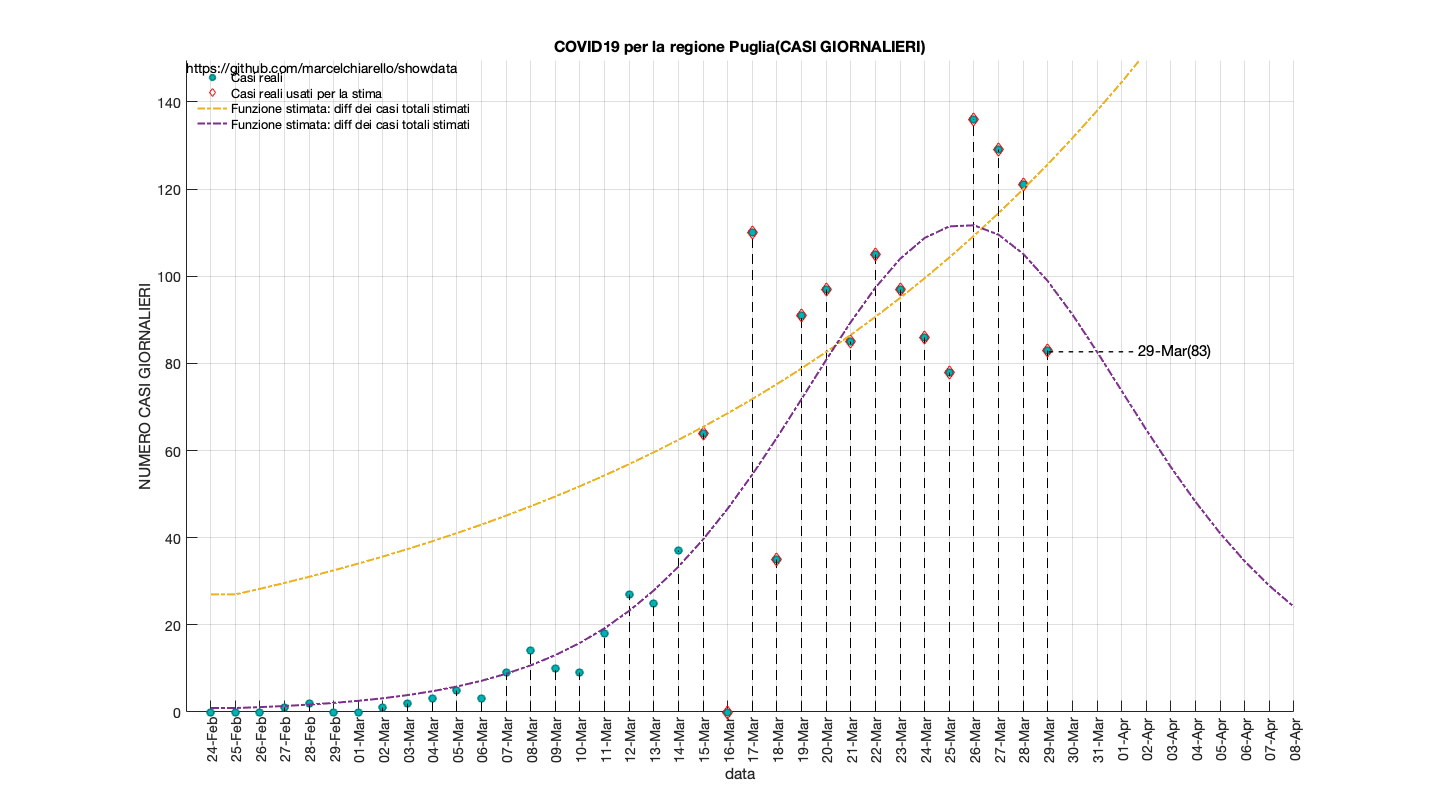 COVID19 per la regione Puglia(CASI GIORNALIERI)
https://github.com/marcelchiarello/showdata
Casi reali
Casi reali usati per la stima
Funzione stimata: diff dei casi totali stimati
Funzione stimata: diff dei casi totali stimati
140
120
100
80
60
40
20
0
NUMERO CASI GIORNALIERI
29-Mar(83)
24-Feb
25-Feb
26-Feb
27-Feb
28-Feb
29-Feb
01-Mar
02-Mar
03-Mar
04-Mar
05-Mar
06-Mar
07-Mar
08-Mar
09-Mar
10-Mar
11-Mar
12-Mar
13-Mar
14-Mar
15-Mar
16-Mar
17-Mar
18-Mar
19-Mar
20-Mar
21-Mar
22-Mar
23-Mar
24-Mar
25-Mar
26-Mar
27-Mar
28-Mar
29-Mar
30-Mar
31-Mar
01-Apr
02-Apr
03-Apr
04-Apr
05-Apr
06-Apr
07-Apr
08-Apr
data